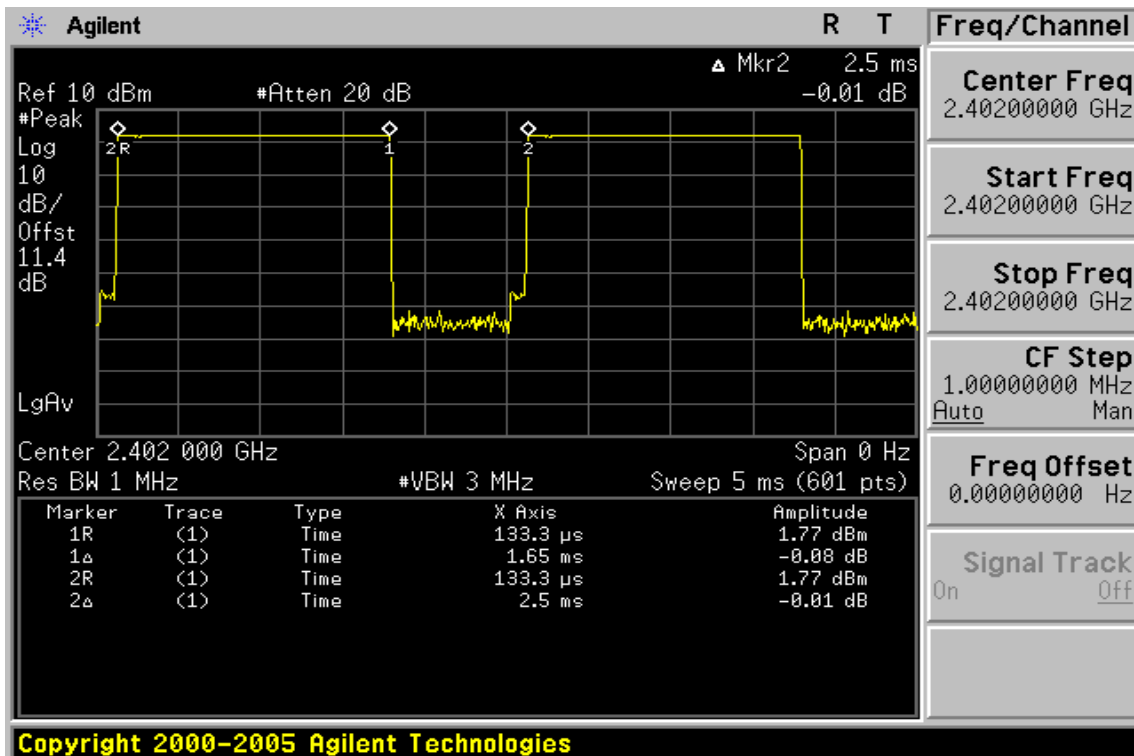 Agilent R T Freq/Channel
Δ Mkr2 2.5 ms
Ref 10 dBm #Atten 20 dB -0.01 dB
#Peak
Log
10
dB/
Offst
11.4
dB
LgAv
2R 1 2
Center 2.402 000 GHz Span 0 Hz
Res BW 1 MHz #VBW 3 MHz Sweep 5 ms (601 pts)
Marker Trace Type X Axis Amplitude
1R (1) Time 133.3 µs 1.77 dBm
1Δ (1) Time 1.65 ms -0.08 dB
2R (1) Time 133.3 µs 1.77 dBm
2Δ (1) Time 2.5 ms -0.01 dB
Center Freq
2.40200000 GHz
Start Freq
2.40200000 GHz
Stop Freq
2.40200000 GHz
CF Step
1.00000000 MHz
Auto Man
Freq Offset
0.00000000 Hz
Signal Track
On Off
Copyright 2000-2005 Agilent Technologies